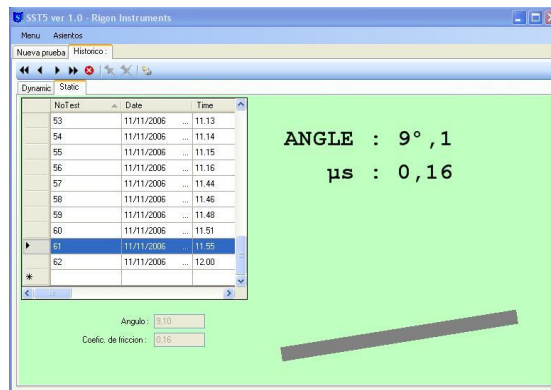 SST5 ver 1.0 - Rigon Instruments
Menu Asientos
Nueva prueba Historico :
Dynamic Static
NoTest Date Time
53 11/11/2006 ... 11.13
54 11/11/2006 ... 11.14
55 11/11/2006 ... 11.15
56 11/11/2006 ... 11.16
57 11/11/2006 ... 11.44
58 11/11/2006 ... 11.46
59 11/11/2006 ... 11.48
60 11/11/2006 ... 11.51
61 11/11/2006 ... 11.55
62 11/11/2006 ... 12.00
ANGLE : 9°,1
µs : 0,16
Angulo : 9,10
Coefic. de friccion : 0,16